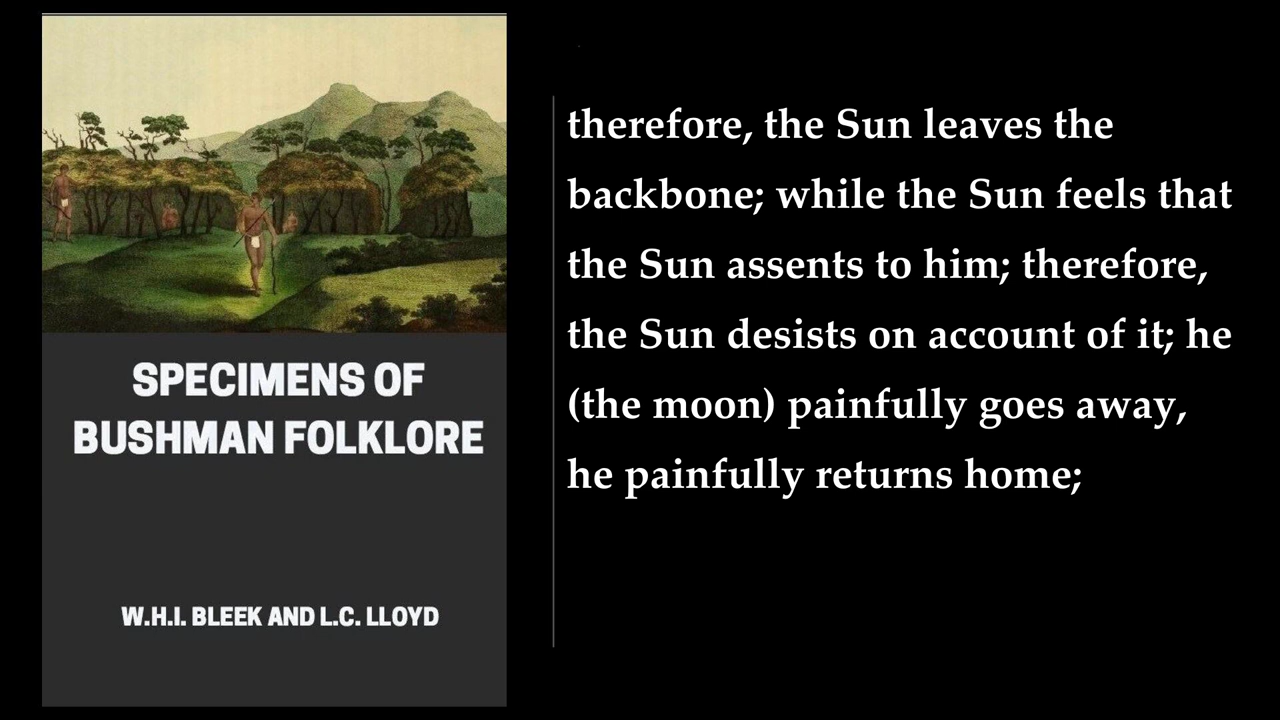 SPECIMENS OF
BUSHMAN FOLKLORE
W.H.I. BLEEK AND L.C. LLOYD
therefore, the Sun leaves the
backbone; while the Sun feels that
the Sun assents to him; therefore,
the Sun desists on account of it; he
(the moon) painfully goes away,
he painfully returns home;